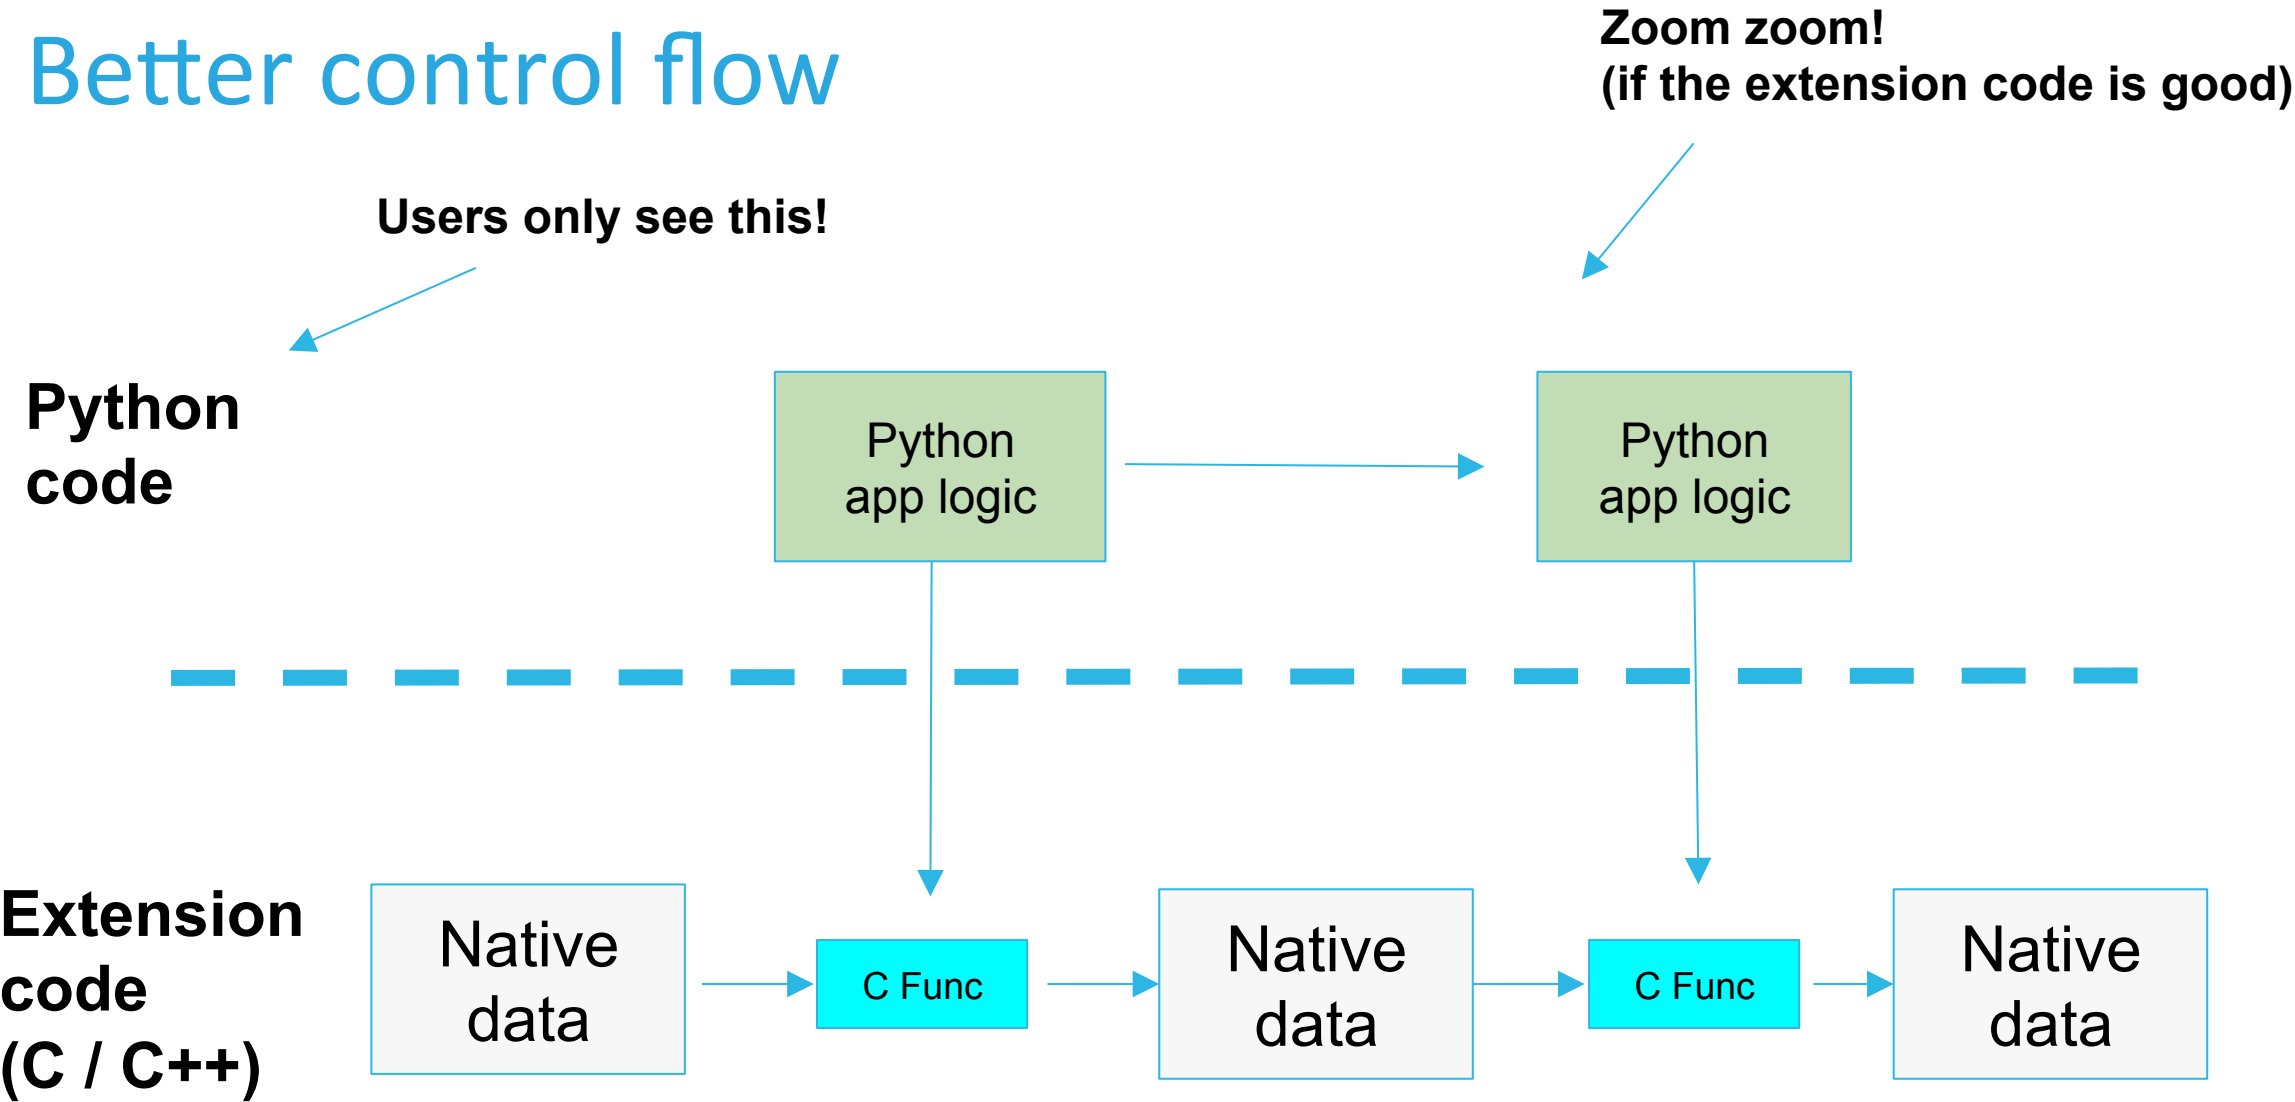 Better control flow
Zoom zoom!
(if the extension code is good)
Users only see this!
Python
code
Python
app logic
Python
app logic
Extension
code
(C / C++)
Native
data
C Func
Native
data
C Func
Native
data